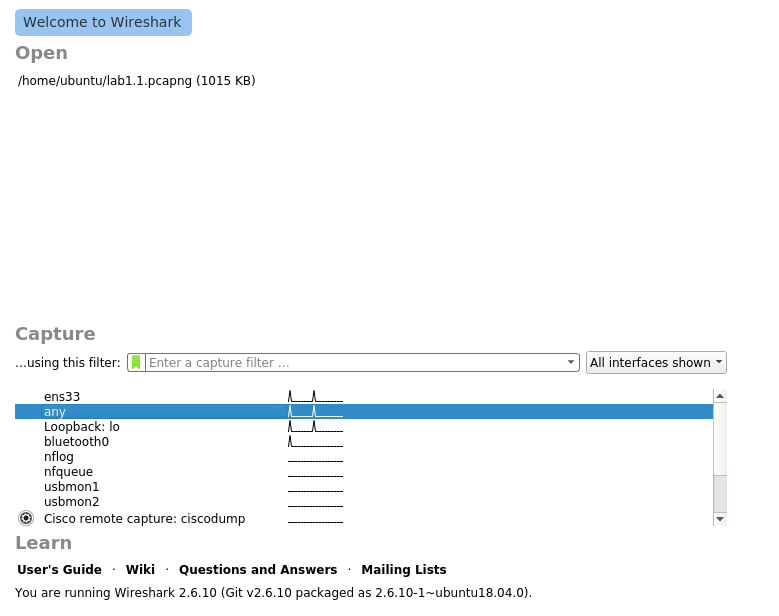 Welcome to Wireshark
Open
/home/ubuntu/lab1.1.pcapng (1015 KB)
Capture
...using this filter: Enter a capture filter ... All interfaces shown
ens33
any
Loopback: lo
bluetooth0
nflog
nfqueue
usbmon1
usbmon2
Cisco remote capture: ciscodump
Learn
User's Guide · Wiki · Questions and Answers · Mailing Lists
You are running Wireshark 2.6.10 (Git v2.6.10 packaged as 2.6.10-1~ubuntu18.04.0).